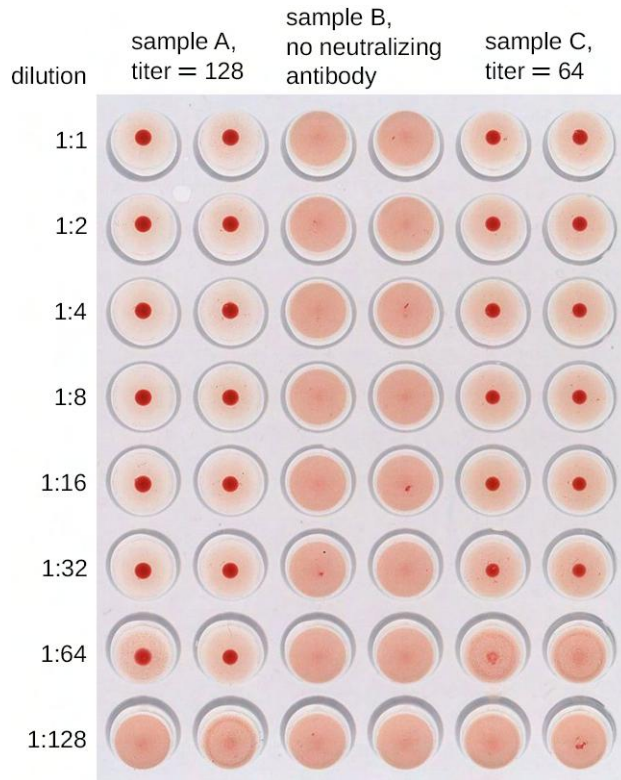 dilution
sample A,
titer = 128
sample B,
no neutralizing
antibody
sample C,
titer = 64
1:1
1:2
1:4
1:8
1:16
1:32
1:64
1:128